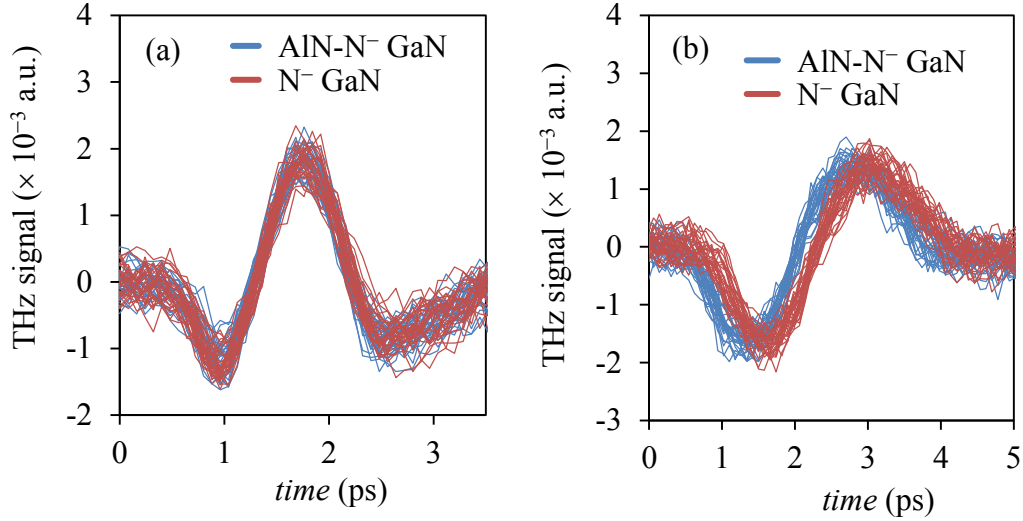 4
3
2
1
0
-1
-2
THz signal (× 10⁻³ a.u.)
(a)
AlN-N⁻ GaN
N⁻ GaN
0
1
2
3
time (ps)
4
3
2
1
0
-1
-2
-3
THz signal (× 10⁻³ a.u.)
(b)
AlN-N⁻ GaN
N⁻ GaN
0
1
2
3
4
5
time (ps)